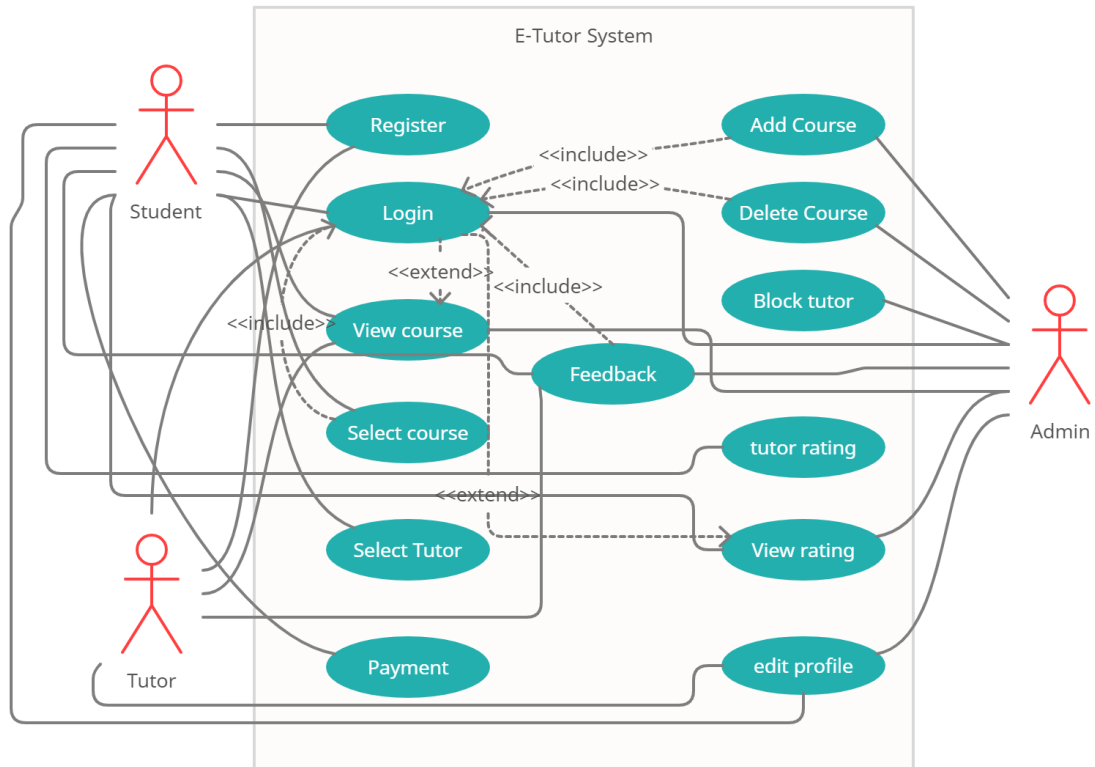 E-Tutor System
Register
Add Course
<<include>>
<<include>>
Student
Login
Delete Course
<<extend>>
<<include>>
Block tutor
<<include>>
View course
Feedback
Select course
Admin
tutor rating
<<extend>>
Select Tutor
View rating
Payment
edit profile
Tutor